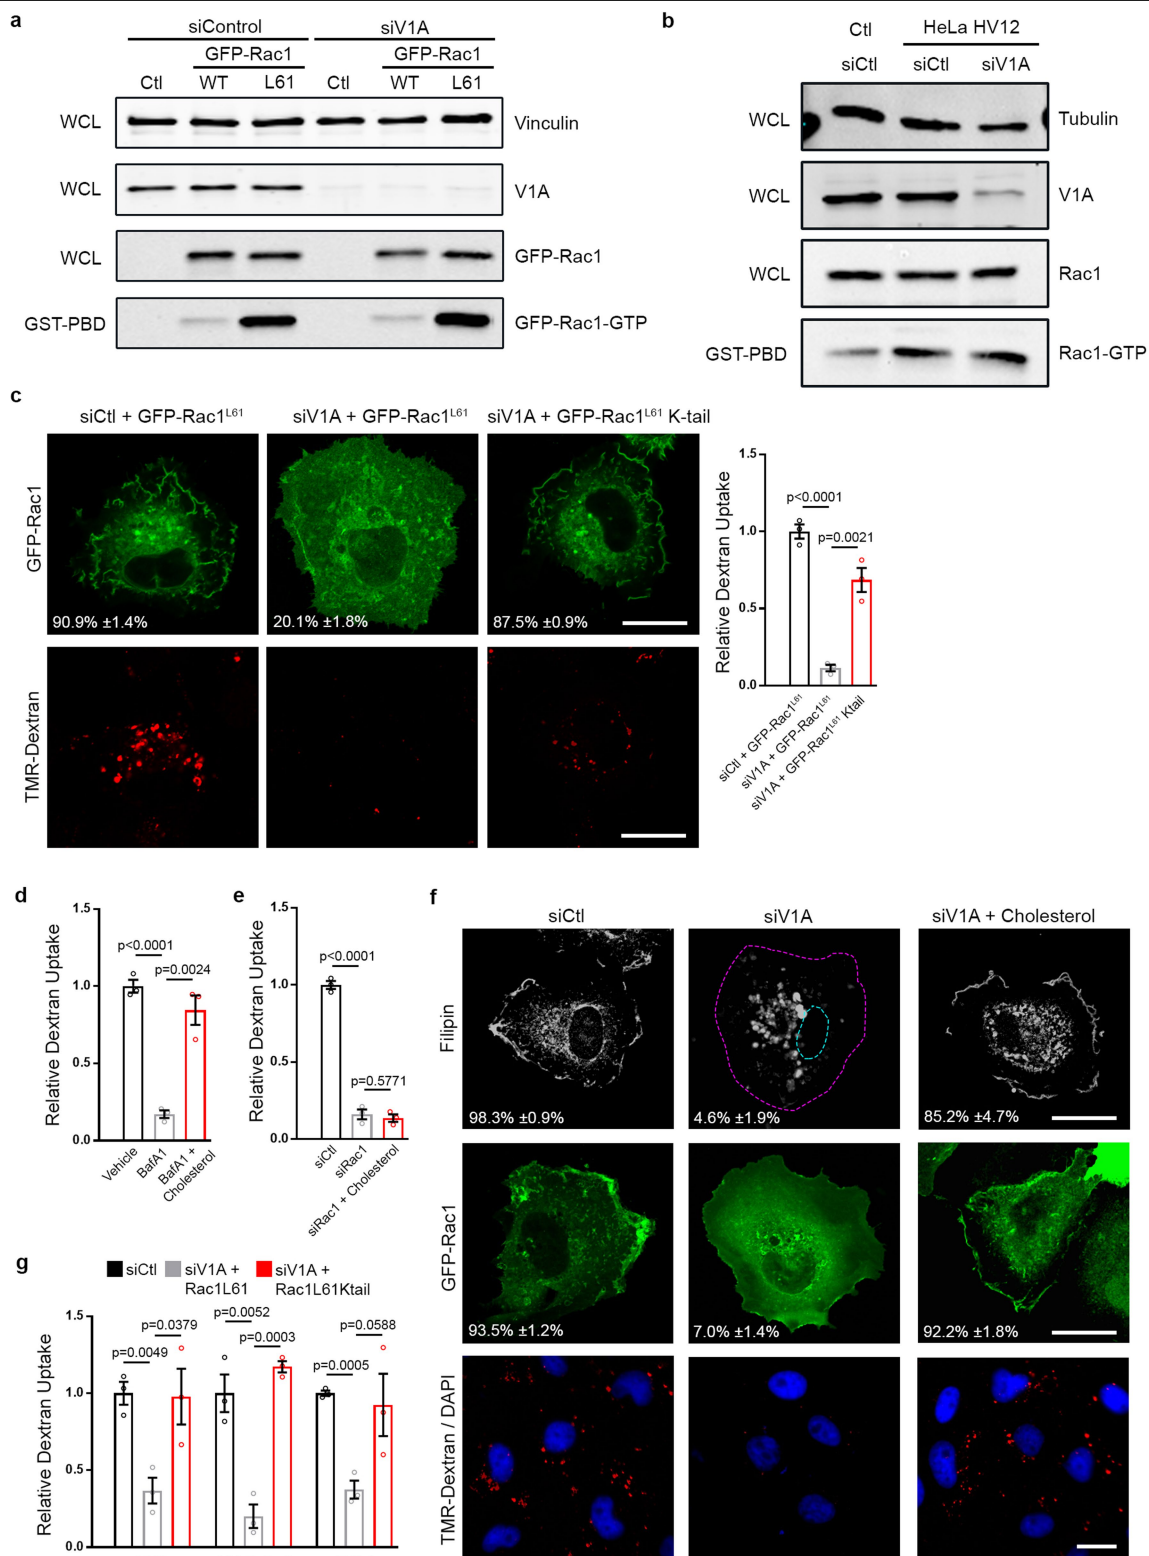 a
siControl
siV1A
GFP-Rac1
GFP-Rac1
Ctl
WT
L61
Ctl
WT
L61
WCL
Vinculin
WCL
V1A
WCL
GFP-Rac1
GST-PBD
GFP-Rac1-GTP
b
Ctl
HeLa HV12
siCtl
siCtl
siV1A
WCL
Tubulin
WCL
V1A
WCL
Rac1
GST-PBD
Rac1-GTP
c
siCtl + GFP-Rac1L61
siV1A + GFP-Rac1L61
siV1A + GFP-Rac1L61 K-tail
GFP-Rac1
90.9% ±1.4%
20.1% ±1.8%
87.5% ±0.9%
TMR-Dextran
Relative Dextran Uptake
1.5
1.0
0.5
0.0
p<0.0001
p=0.0021
siCtl + GFP-Rac1L61
siV1A + GFP-Rac1L61
siV1A + GFP-Rac1L61 Ktail
d
Relative Dextran Uptake
1.5
1.0
0.5
0.0
p<0.0001
p=0.0024
Vehicle
BafA1
BafA1 +
Cholesterol
e
Relative Dextran Uptake
1.5
1.0
0.5
0.0
p<0.0001
p=0.5771
siCtl
siRac1
siRac1 + Cholesterol
f
siCtl
siV1A
siV1A + Cholesterol
Filipin
98.3% ±0.9%
4.6% ±1.9%
85.2% ±4.7%
GFP-Rac1
93.5% ±1.2%
7.0% ±1.4%
92.2% ±1.8%
TMR-Dextran / DAPI
g
siCtl
siV1A +
Rac1L61
siV1A +
Rac1L61Ktail
Relative Dextran Uptake
1.5
1.0
0.5
0.0
p=0.0049
p=0.0379
p=0.0052
p=0.0003
p=0.0005
p=0.0588